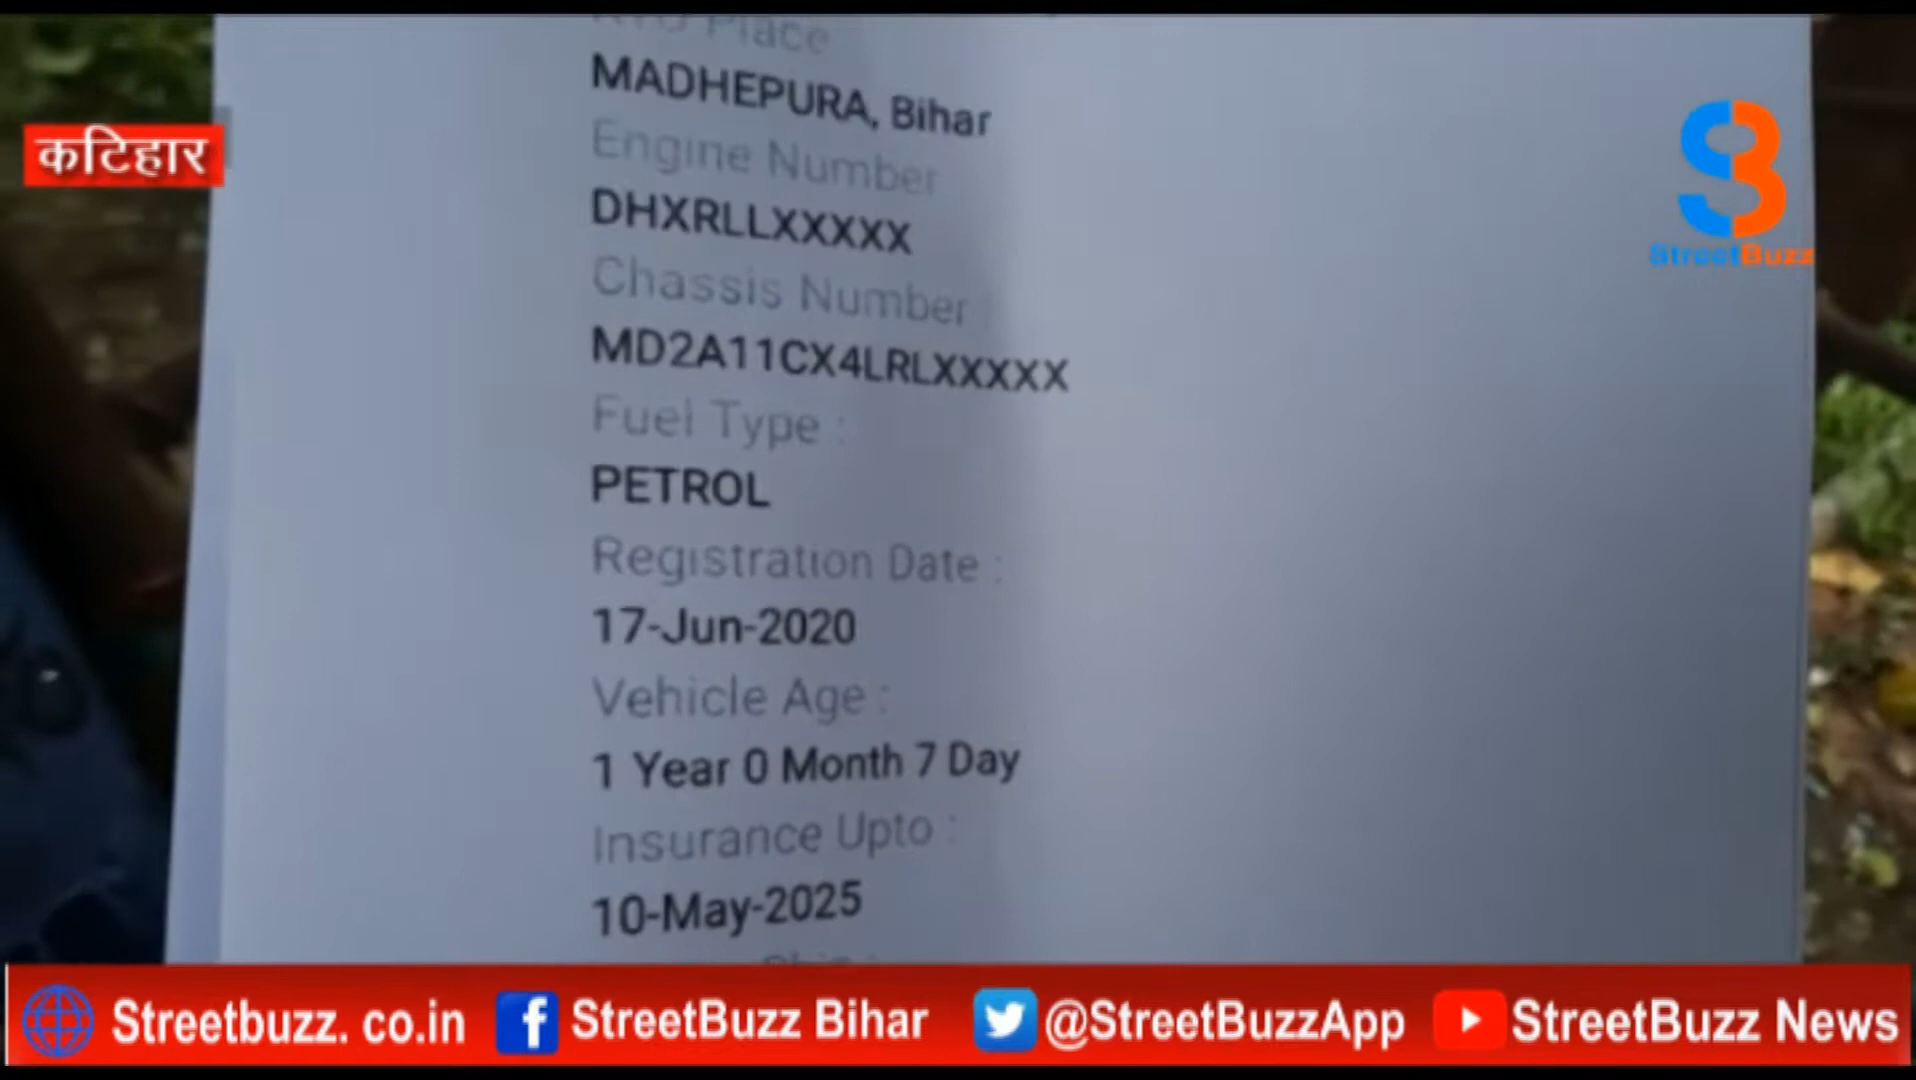 Place
MADHEPURA, Bihar
Engine Number
DHXRLLXXXXX
Chassis Number
MD2A11CX4LRLXXXXX
Fuel Type :
PETROL
Registration Date :
17-Jun-2020
Vehicle Age :
1 Year 0 Month 7 Day
Insurance Upto :
10-May-2025
कटिहार
StreetBuzz
Streetbuzz. co.in
StreetBuzz Bihar
@StreetBuzzApp
StreetBuzz News